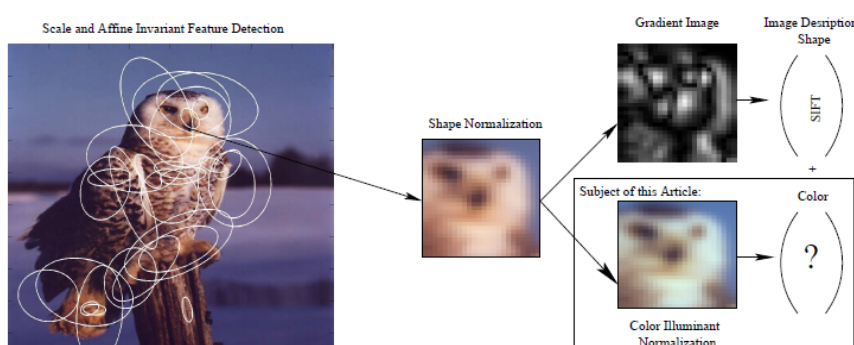 Scale and Affine Invariant Feature Detection
Gradient Image
Image Desription
Shape
Shape Normalization
SIFT
+
Subject of this Article:
Color
?
Color Illuminant
Normalization